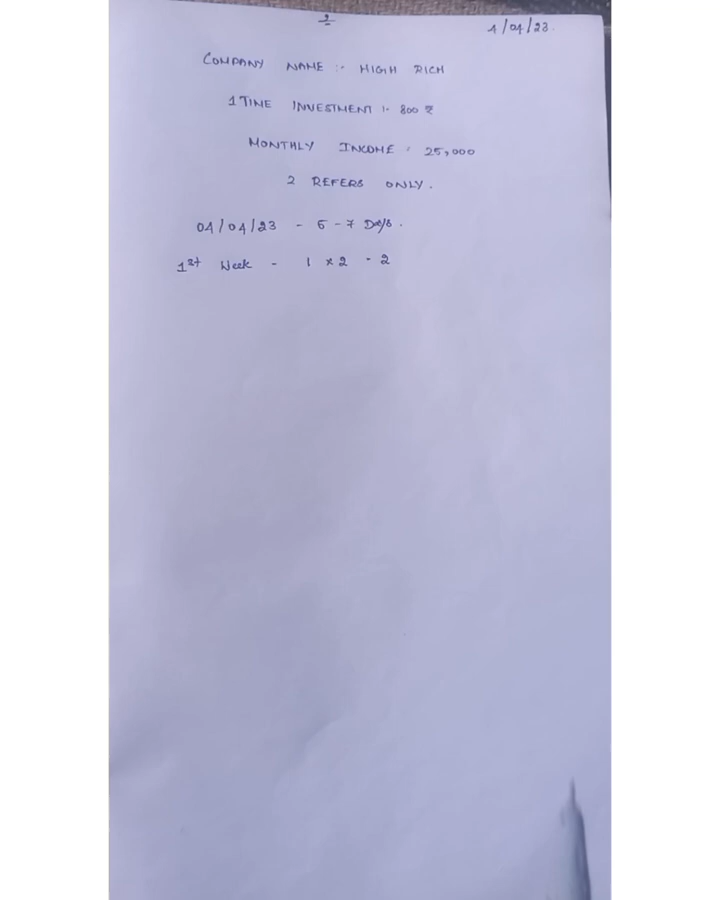 2
4/04/23.
COMPANY NAME :- HIGH RICH
1 TIME INVESTMENT :- 800 ₹
MONTHLY INCOME : 25,000
2 REFERS ONLY.
04/04/23 - 5 - 7 Days.
1st Week - 1 x 2 - 2